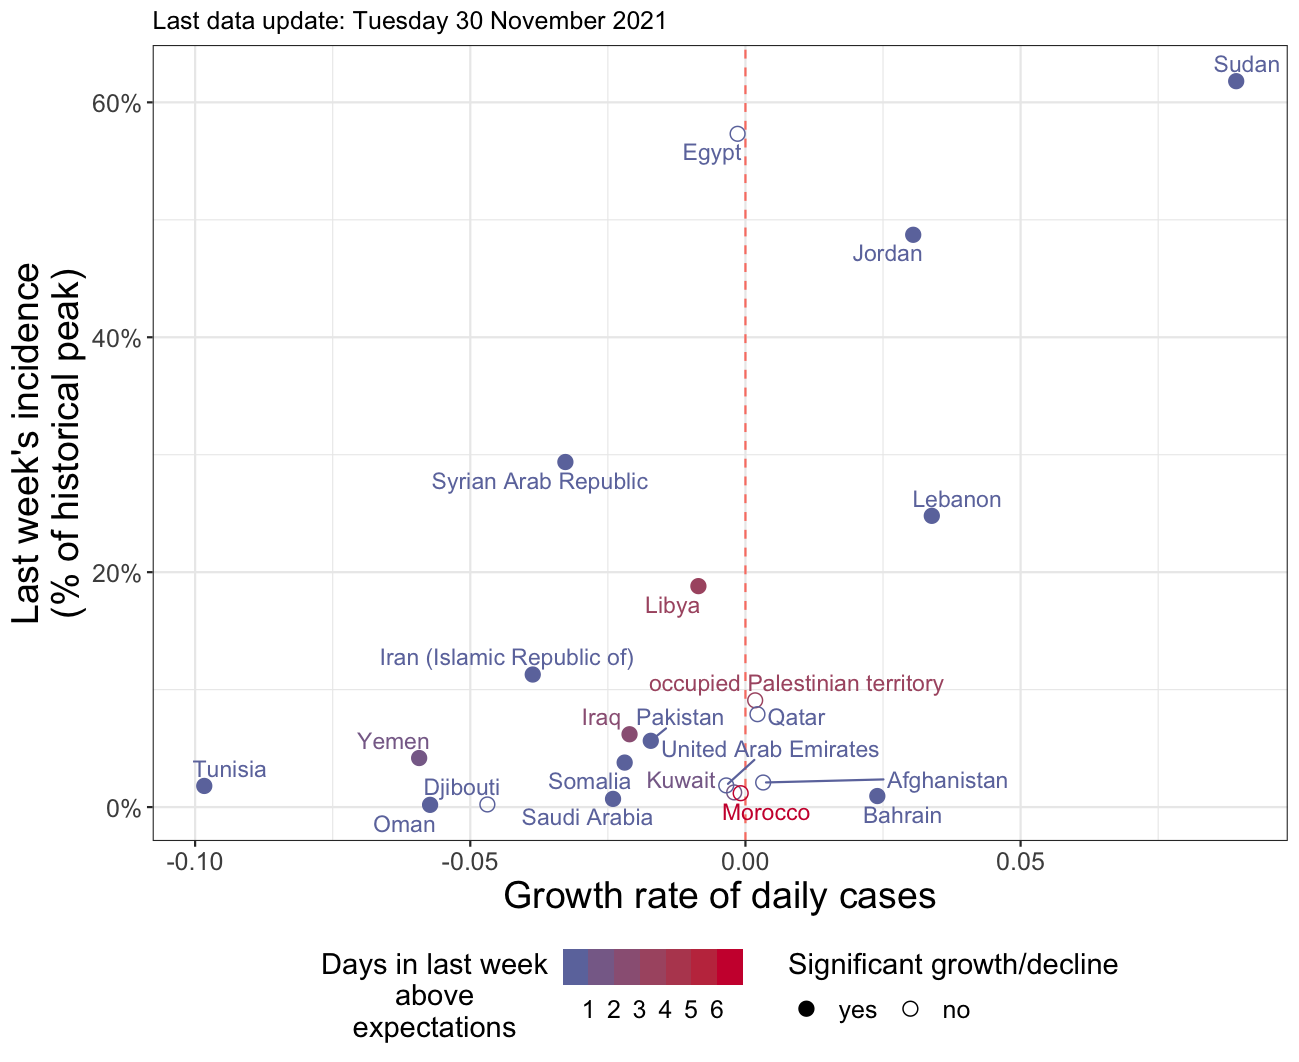 Last data update: Tuesday 30 November 2021
Last week's incidence
(% of historical peak)
60%
40%
20%
0%
Sudan
Egypt
Jordan
Syrian Arab Republic
Lebanon
Libya
Iran (Islamic Republic of)
occupied Palestinian territory
Iraq
Pakistan
Qatar
Yemen
United Arab Emirates
Tunisia
Somalia
Kuwait
Afghanistan
Djibouti
Oman
Saudi Arabia
Morocco
Bahrain
-0.10
-0.05
0.00
0.05
Growth rate of daily cases
Days in last week
above
expectations
1 2 3 4 5 6
Significant growth/decline
yes
no